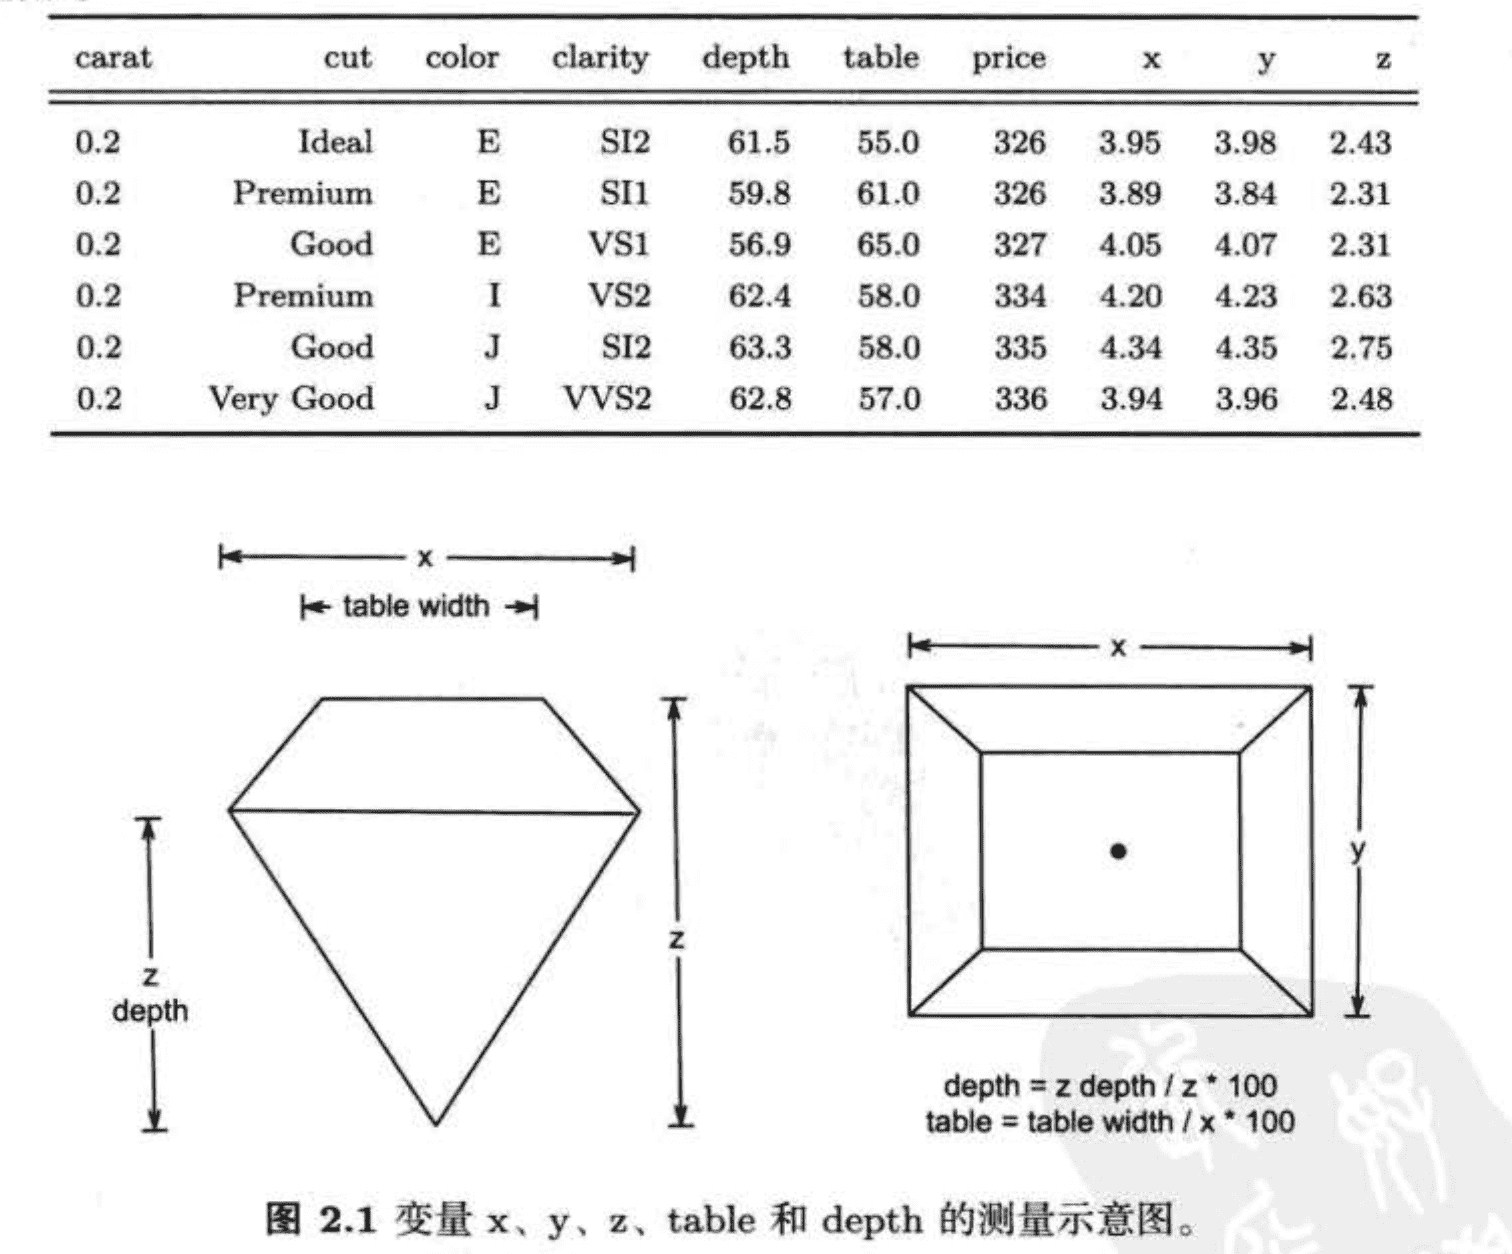 carat cut color clarity depth table price x y z
0.2 Ideal E SI2 61.5 55.0 326 3.95 3.98 2.43
0.2 Premium E SI1 59.8 61.0 326 3.89 3.84 2.31
0.2 Good E VS1 56.9 65.0 327 4.05 4.07 2.31
0.2 Premium I VS2 62.4 58.0 334 4.20 4.23 2.63
0.2 Good J SI2 63.3 58.0 335 4.34 4.35 2.75
0.2 Very Good J VVS2 62.8 57.0 336 3.94 3.96 2.48
x
table width
z
depth
z
x
y
depth = z depth / z * 100
table = table width / x * 100
图 2.1 变量 x、y、z、table 和 depth 的测量示意图。